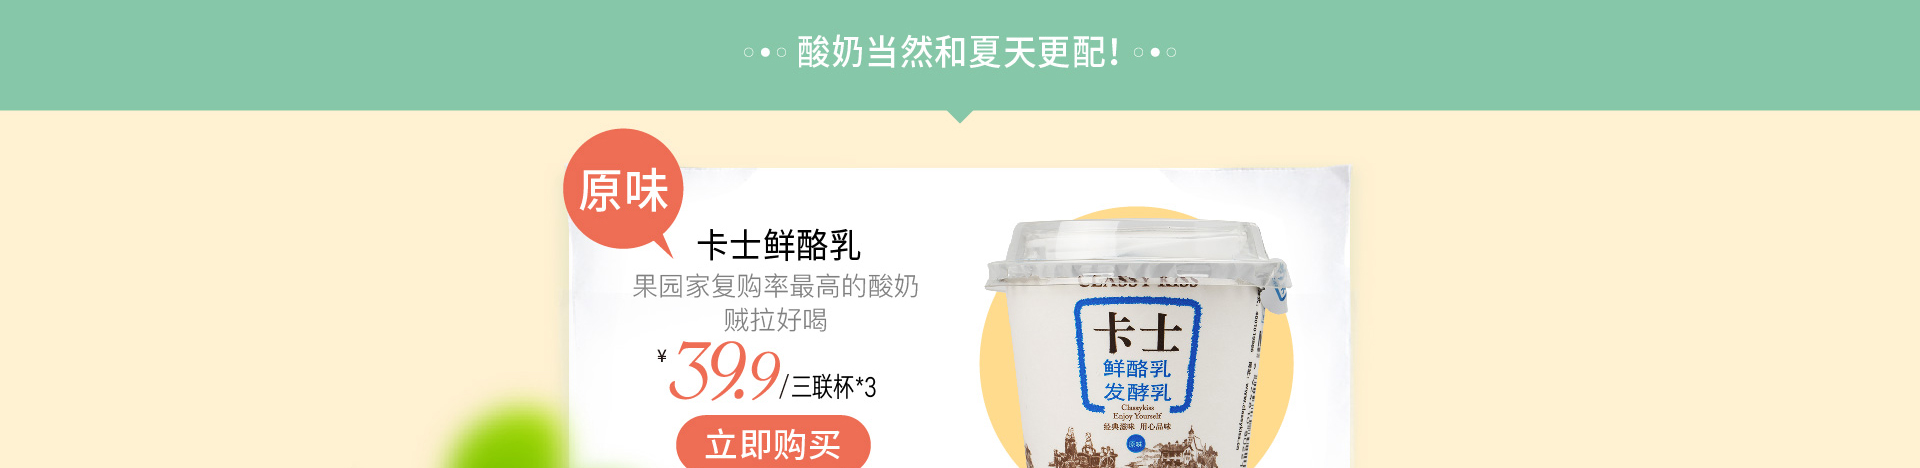 酸奶当然和夏天更配！
原味
卡士鲜酪乳
果园家复购率最高的酸奶
贼拉好喝
¥39.9/三联杯*3
立即购买
CLASSY KISS
卡士
鲜酪乳
发酵乳
Classykiss
Enjoy Yourself
经典滋味 用心品味
原味